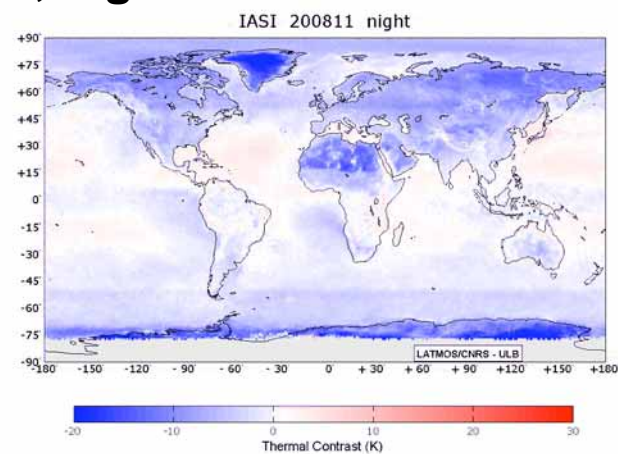 IASI 200811 night
+90
+75
+60
+45
+30
+15
0
-15
-30
-45
-60
-75
-90
LATMOS/CNRS - ULB
-180 -150 -120 -90 - 60 -30 0 + 30 + 60 +90 +120 +150 +180
-20 -10 0 10 20 30
Thermal Contrast (K)